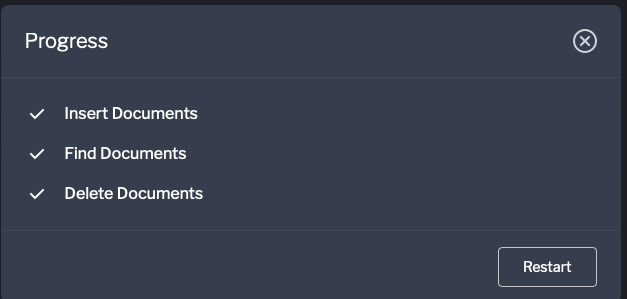 Progress
Insert Documents
Find Documents
Delete Documents
Restart